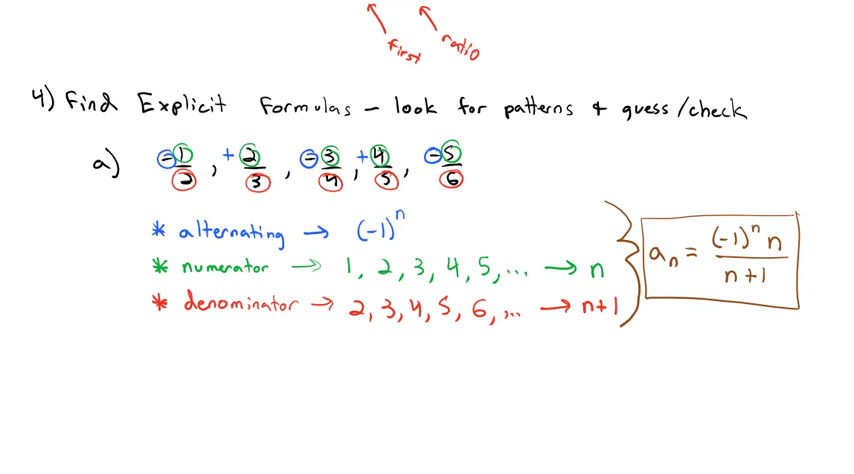 first ratio
4) Find Explicit Formulas – look for patterns + guess/check
a) -1/2, +2/3, -3/4, +4/5, -5/6
* alternating → (-1)^n
* numerator → 1, 2, 3, 4, 5, ... → n
* denominator → 2, 3, 4, 5, 6, ... → n+1
a_n = (-1)^n n / n+1